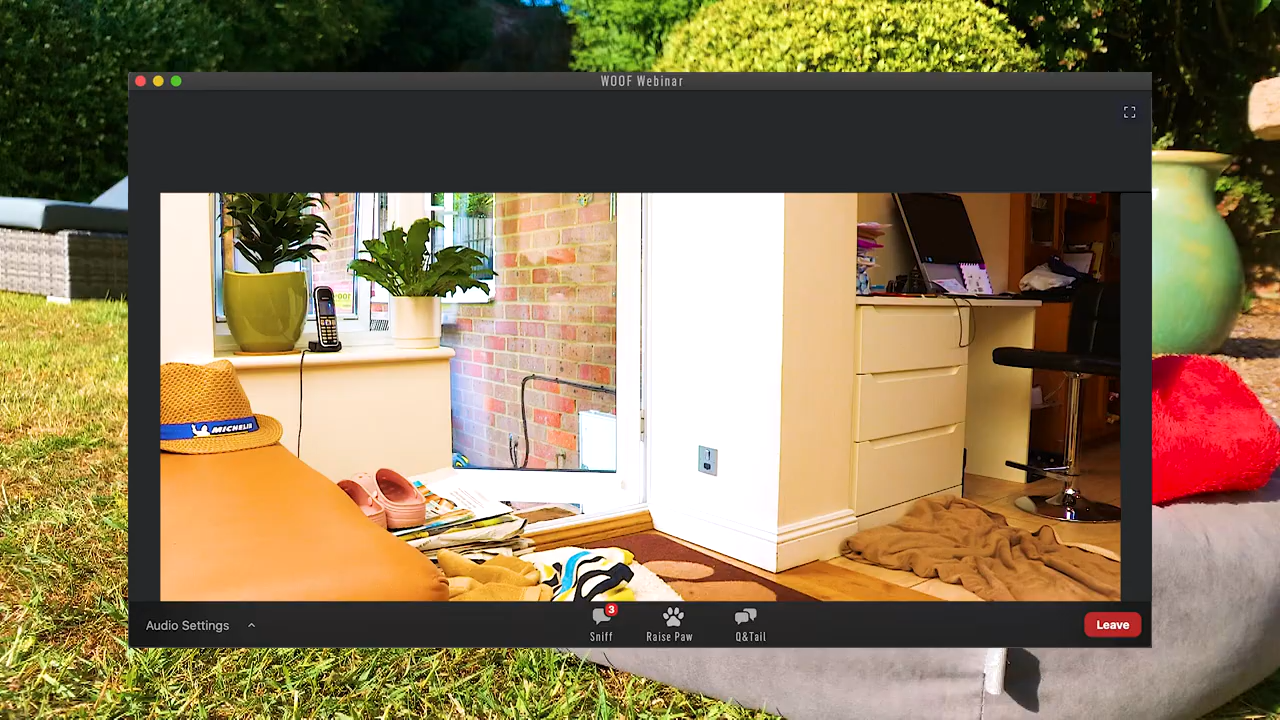 WOOF Webinar
MICHELIN
Audio Settings
3
Sniff
Raise Paw
Q&Tail
Leave